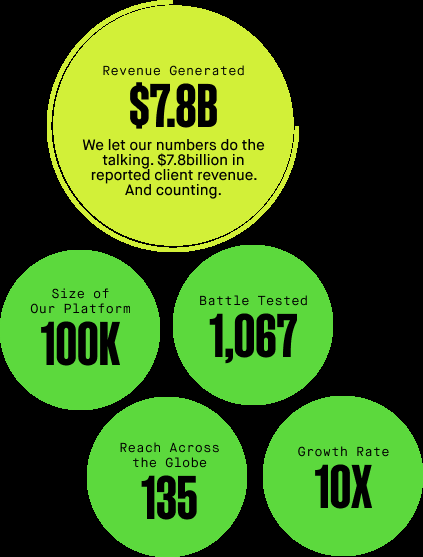 Revenue Generated
$7.8B
We let our numbers do the
talking. $7.8billion in
reported client revenue.
And counting.
Size of
Our Platform
100K
Battle Tested
1,067
Reach Across
the Globe
135
Growth Rate
10X